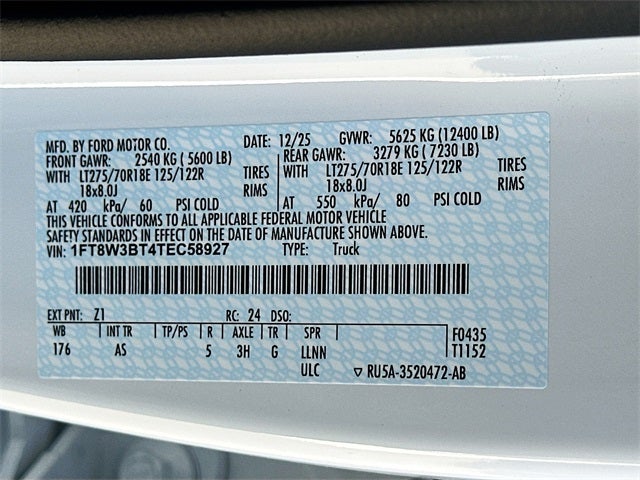 MFD. BY FORD MOTOR CO. DATE: 12/25 GVWR: 5625 KG (12400 LB)
FRONT GAWR: 2540 KG (5600 LB) REAR GAWR: 3279 KG (7230 LB)
WITH LT275/70R18E 125/122R TIRES WITH LT275/70R18E 125/122R TIRES
18x8.0J RIMS 18x8.0J RIMS
AT 420 kPa/ 60 PSI COLD AT 550 kPa/ 80 PSI COLD
THIS VEHICLE CONFORMS TO ALL APPLICABLE FEDERAL MOTOR VEHICLE
SAFETY STANDARDS IN EFFECT ON THE DATE OF MANUFACTURE SHOWN ABOVE.
VIN: 1FT8W3BT4TEC58927 TYPE: Truck
EXT PNT: Z1 RC: 24 DSO:
WB INT TR TP/PS R AXLE TR SPR F0435
176 AS 5 3H G LLNN T1152
ULC ▽ RU5A-3520472-AB